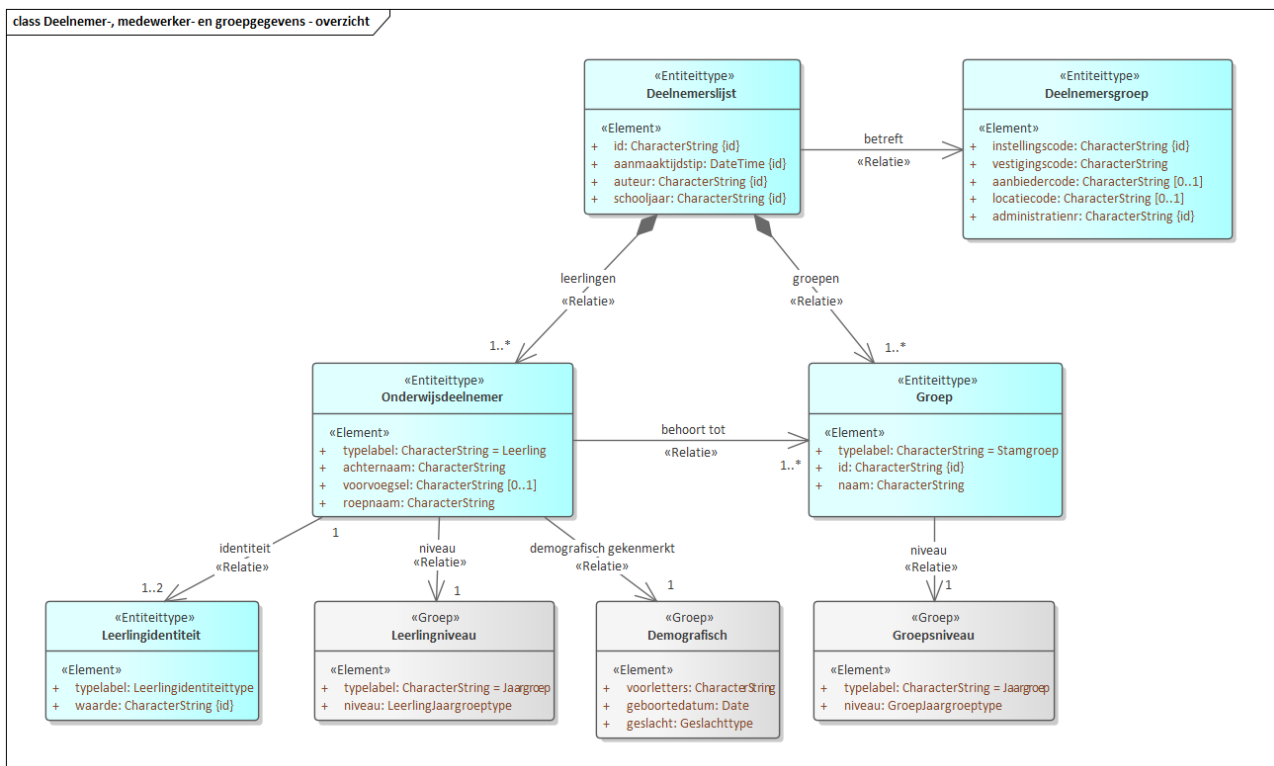 class Deelnemer-, medewerker- en groepgegevens - overzicht
«Entiteittype»
Deelnemerslijst
«Element»
+ id: CharacterString {id}
+ aanmaaktijdstip: DateTime {id}
+ auteur: CharacterString {id}
+ schooljaar: CharacterString {id}
betreft
«Relatie»
«Entiteittype»
Deelnemersgroep
«Element»
+ instellingscode: CharacterString {id}
+ vestigingscode: CharacterString
+ aanbiedercode: CharacterString [0..1]
+ locatiecode: CharacterString [0..1]
+ administratienr: CharacterString {id}
leerlingen
«Relatie»
1..*
groepen
«Relatie»
1..*
«Entiteittype»
Onderwijsdeelnemer
«Element»
+ typelabel: CharacterString = Leerling
+ achternaam: CharacterString
+ voorvoegsel: CharacterString [0..1]
+ roepnaam: CharacterString
behoort tot
«Relatie»
1..*
«Entiteittype»
Groep
«Element»
+ typelabel: CharacterString = Stamgroep
+ id: CharacterString {id}
+ naam: CharacterString
1
identiteit
«Relatie»
1..2
niveau
«Relatie»
1
demografisch gekenmerkt
«Relatie»
1
niveau
«Relatie»
1
«Entiteittype»
Leerlingidentiteit
«Element»
+ typelabel: Leerlingidentiteittype
+ waarde: CharacterString {id}
«Groep»
Leerlingniveau
«Element»
+ typelabel: CharacterString = Jaargroep
+ niveau: LeerlingJaargroeptype
«Groep»
Demografisch
«Element»
+ voorletters: CharacterString
+ geboortedatum: Date
+ geslacht: Geslachttype
«Groep»
Groepsniveau
«Element»
+ typelabel: CharacterString = Jaargroep
+ niveau: GroepJaargroeptype